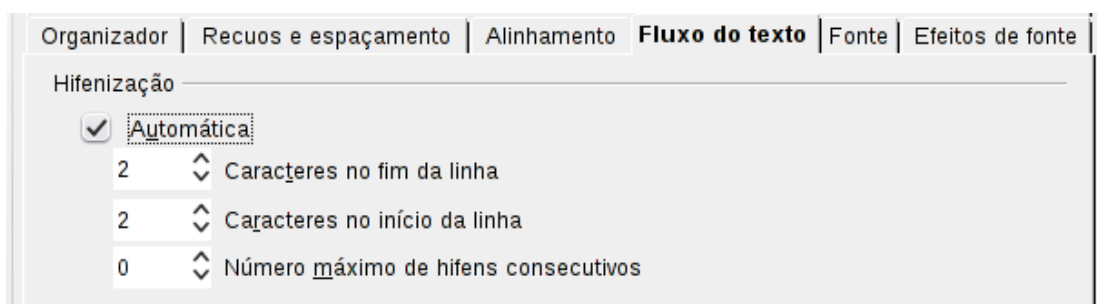 Organizador Recuos e espaçamento Alinhamento Fluxo do texto Fonte Efeitos de fonte
Hifenização
Automática
2 Caracteres no fim da linha
2 Caracteres no início da linha
0 Número máximo de hifens consecutivos